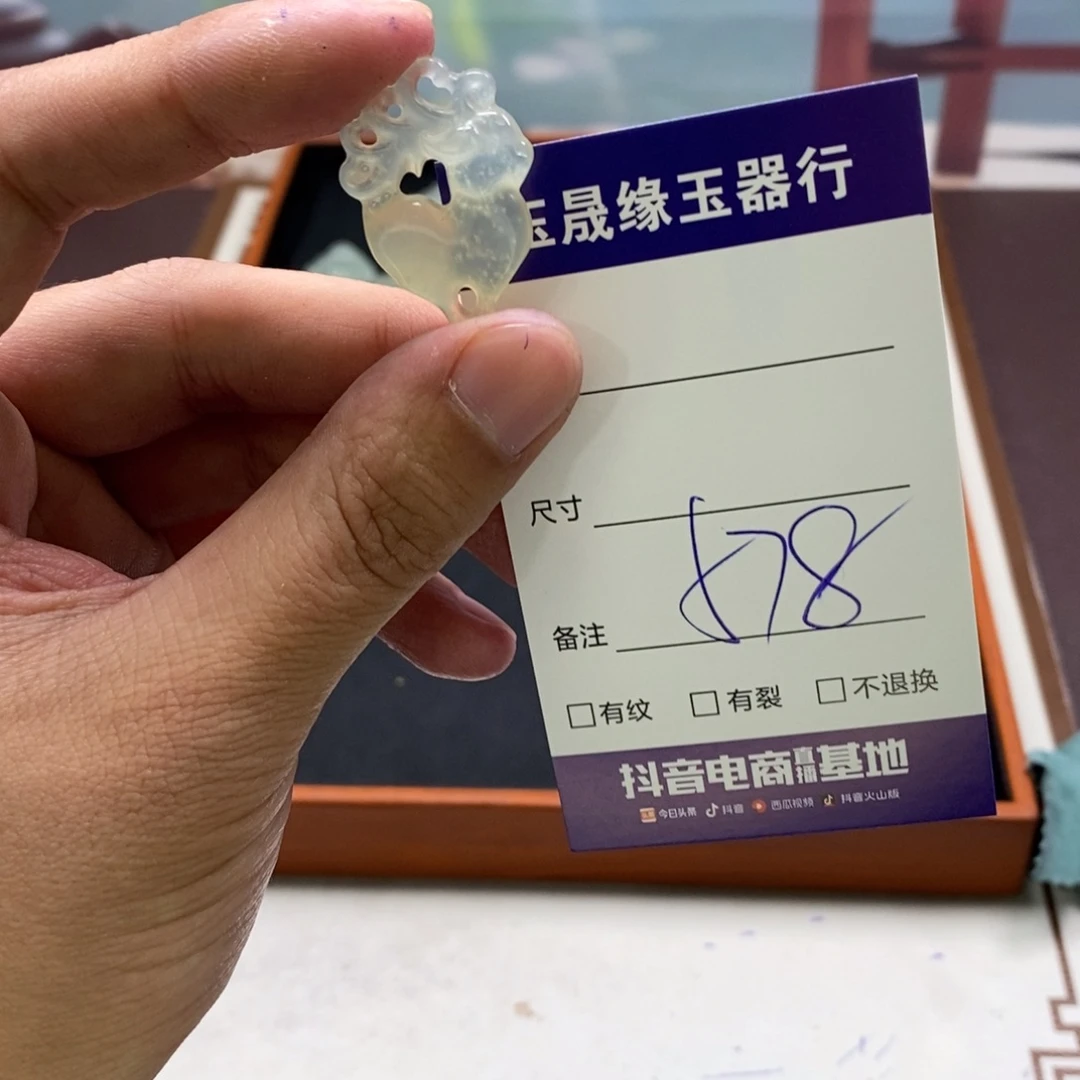 晟缘玉器行
尺寸
678
备注
□有纹 □有裂 □不退换
抖音电商直播基地
今日头条 抖音 西瓜视频 抖音火山版